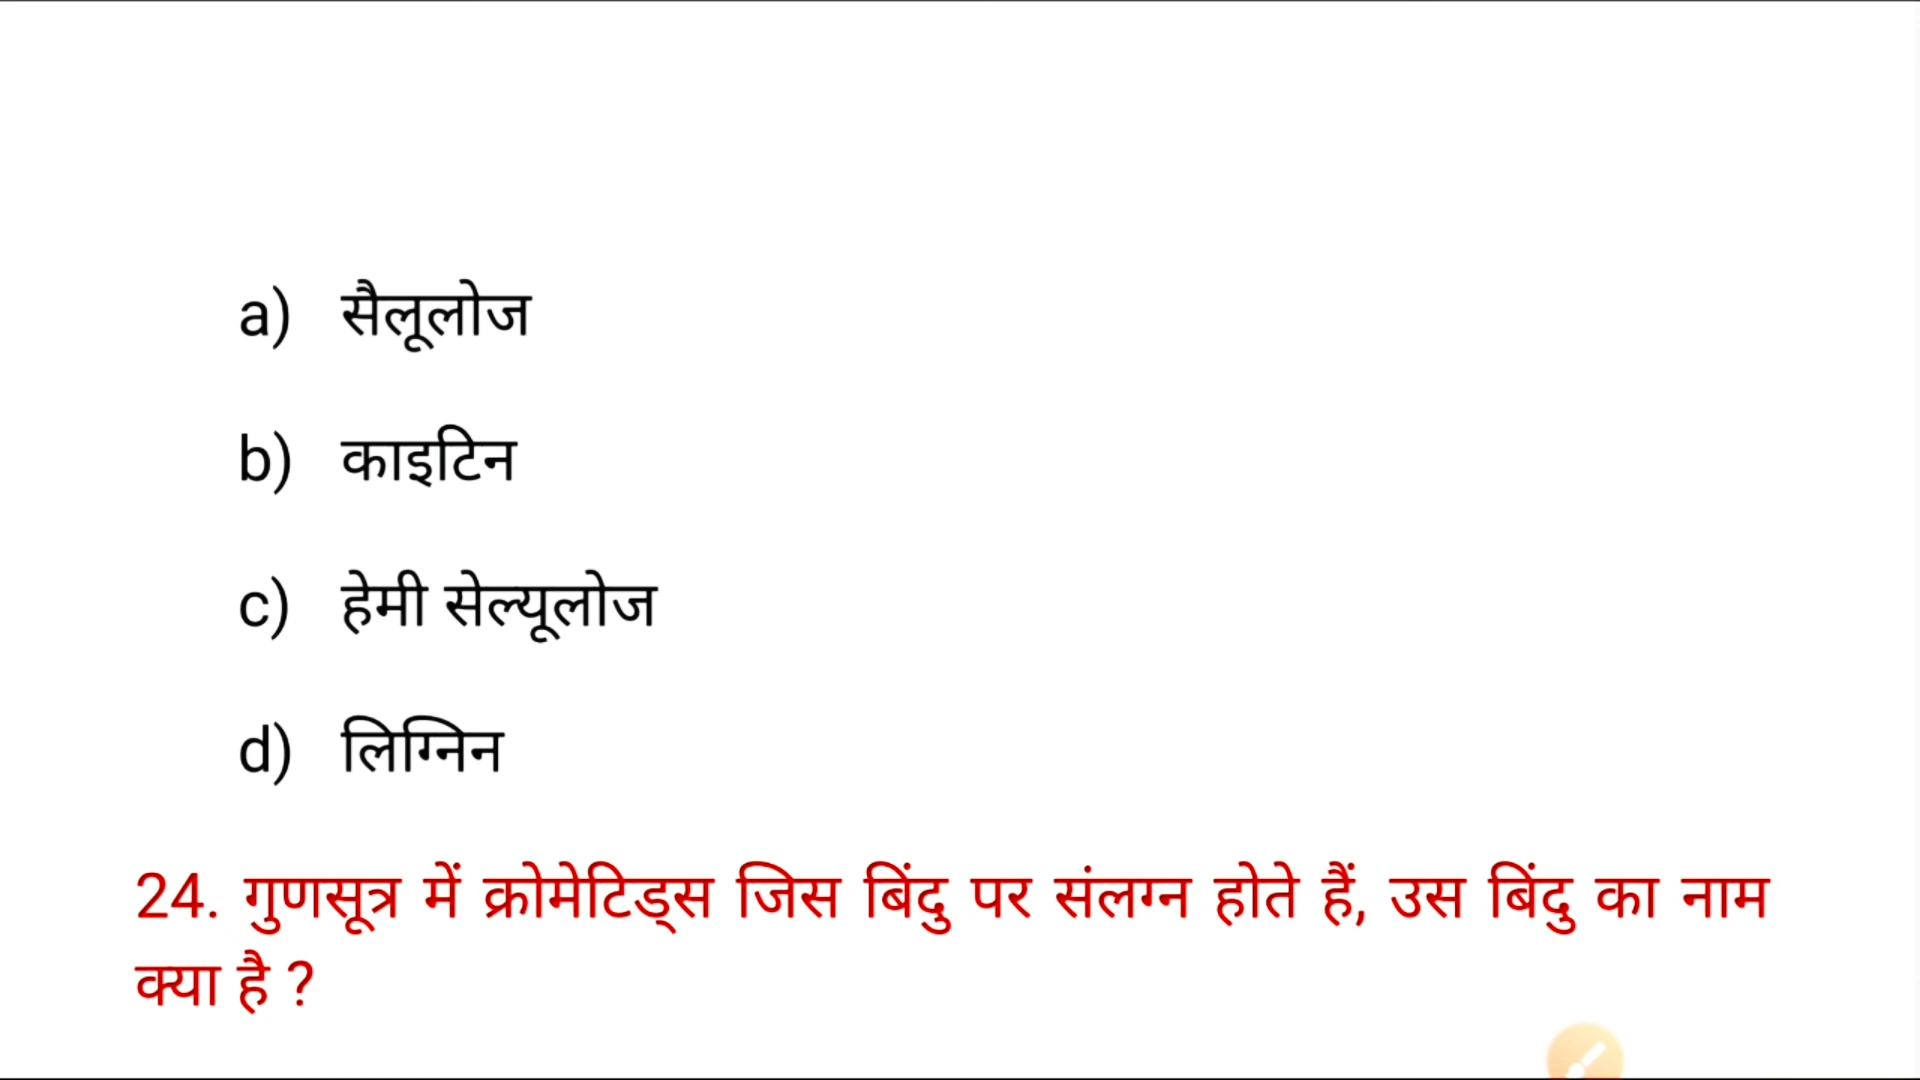 a) सैलूलोज
b) काइटिन
c) हेमी सेल्यूलोज
d) लिग्निन
24. गुणसूत्र में क्रोमेटिड्स जिस बिंदु पर संलग्न होते हैं, उस बिंदु का नाम
क्या है ?